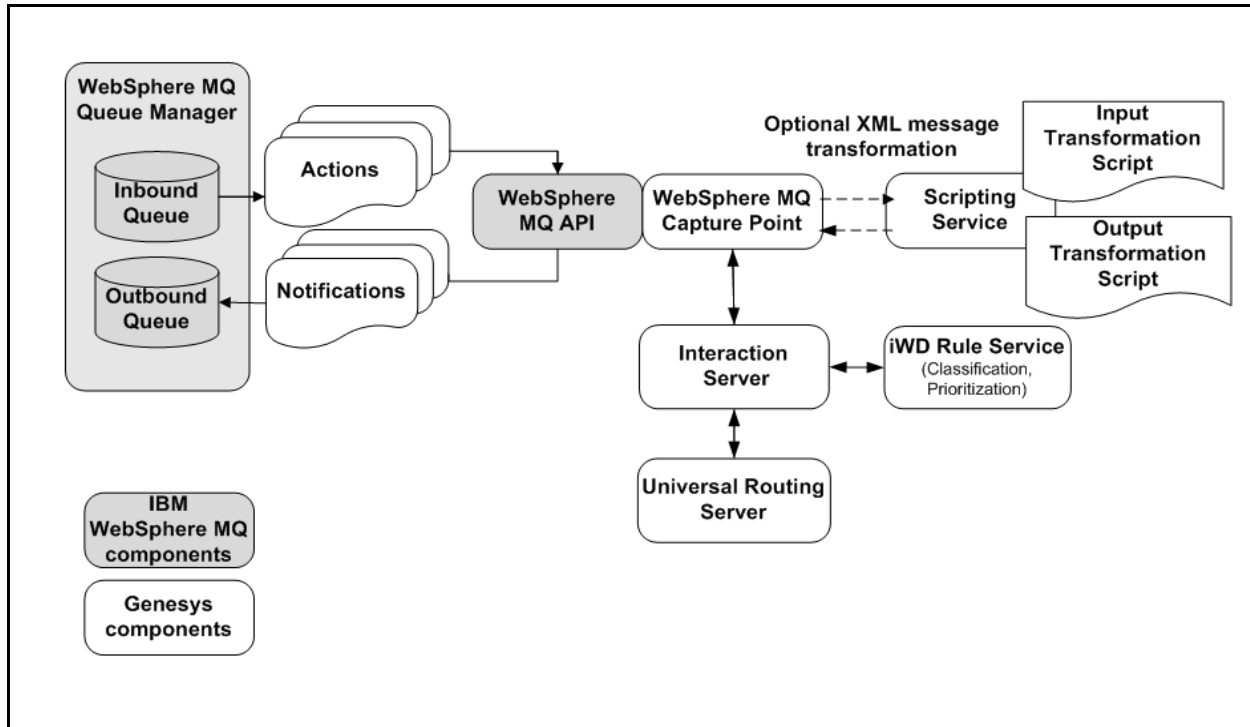 WebSphere MQ
Queue Manager
Inbound
Queue
Outbound
Queue
Actions
Notifications
WebSphere
MQ API
WebSphere MQ
Capture Point
Optional XML message
transformation
Scripting
Service
Input
Transformation
Script
Output
Transformation
Script
Interaction
Server
iWD Rule Service
(Classification,
Prioritization)
Universal Routing
Server
IBM
WebSphere MQ
components
Genesys
components